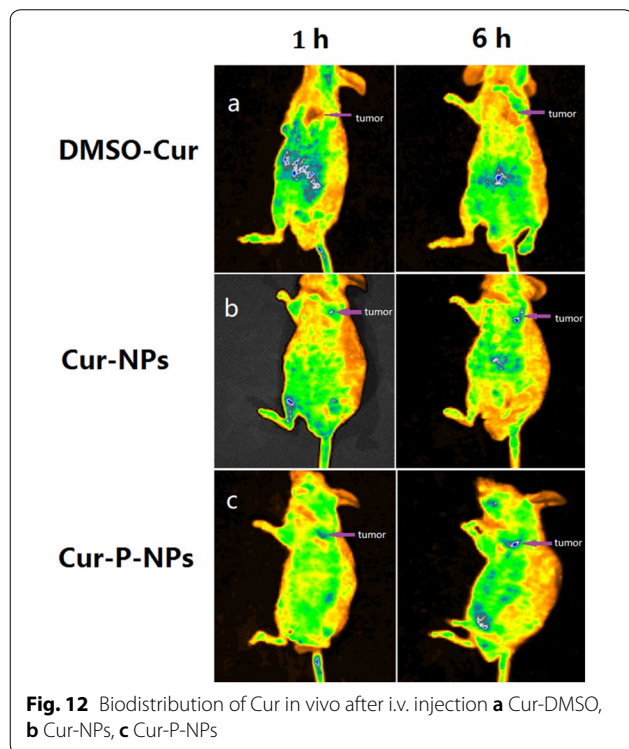 1 h 6 h
a
tumor
tumor
DMSO-Cur
b
tumor
tumor
Cur-NPs
c
tumor
tumor
Cur-P-NPs
Fig. 12 Biodistribution of Cur in vivo after i.v. injection a Cur-DMSO,
b Cur-NPs, c Cur-P-NPs